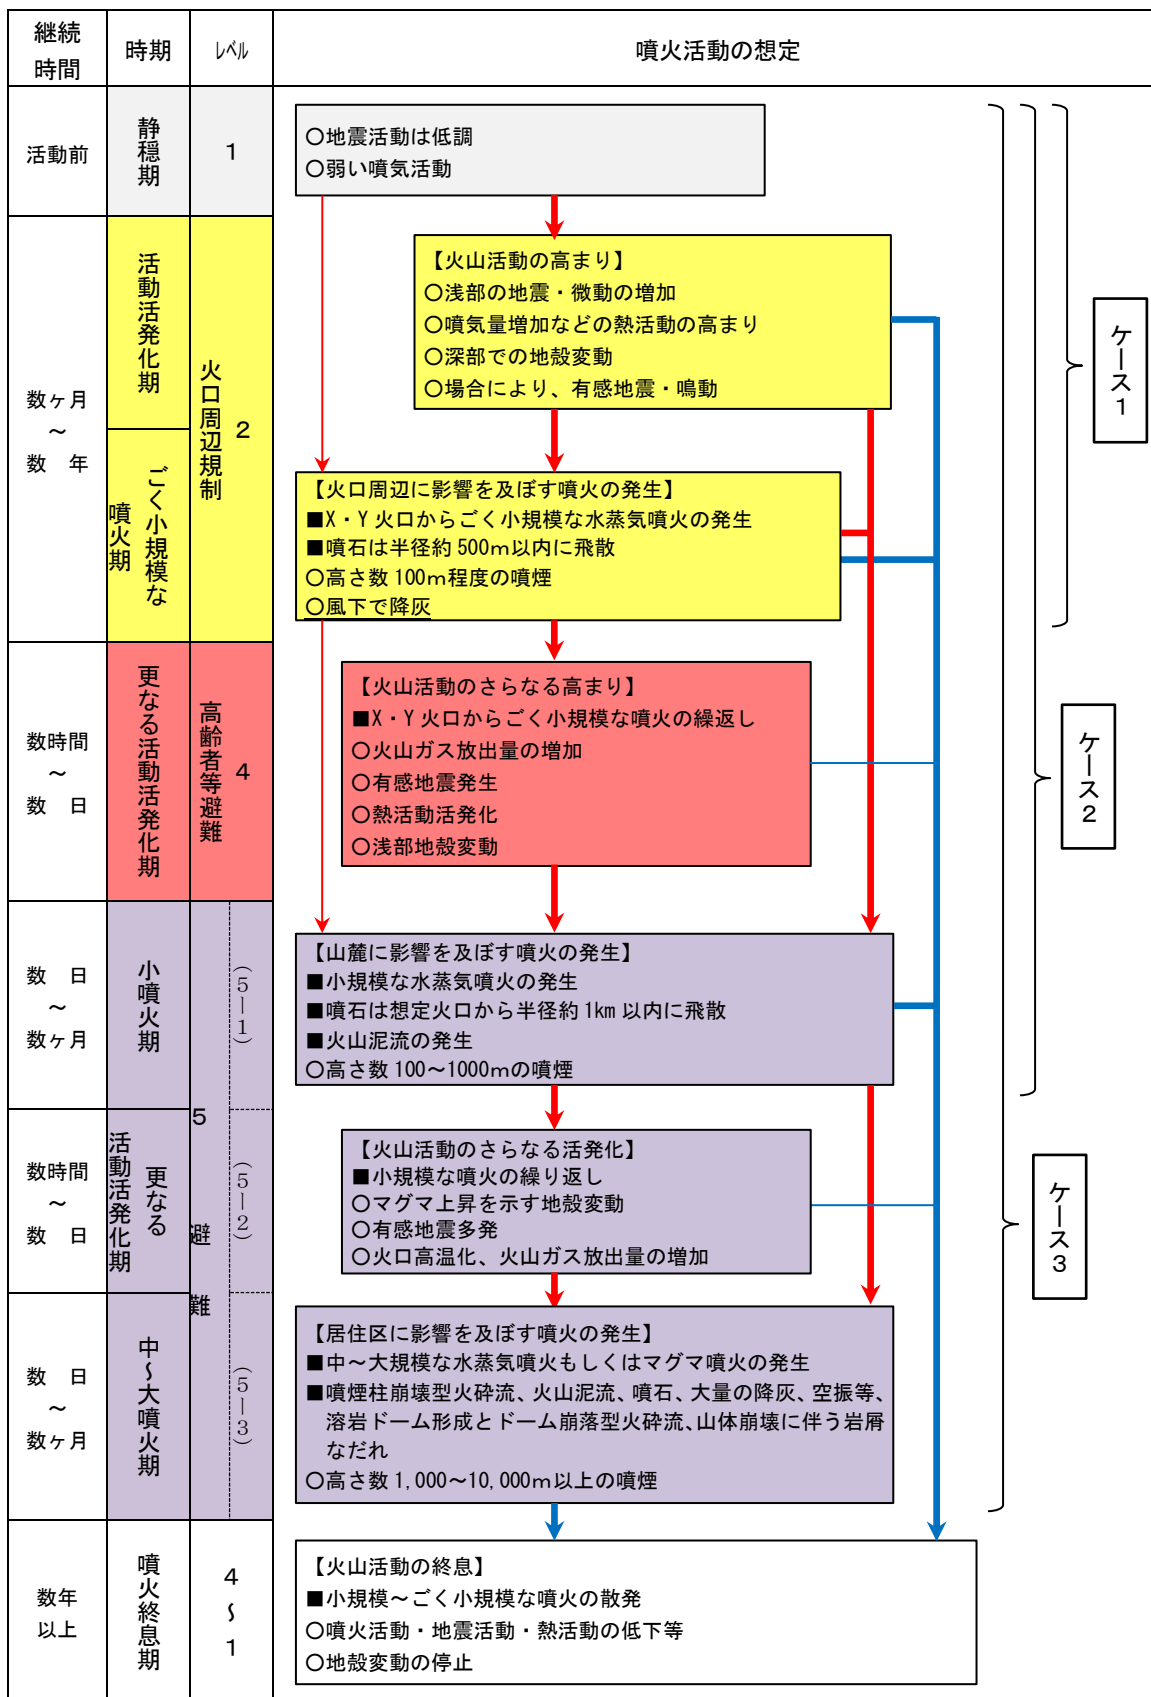 継続
時間
時期
レベル
噴火活動の想定
活動前
静穏期
1
〇地震活動は低調
〇弱い噴気活動
数ヶ月
～
数　年
活動活発化期
ごく小規模な
噴火期
火口周辺規制
2
【火山活動の高まり】
〇浅部の地震・微動の増加
〇噴気量増加などの熱活動の高まり
〇深部での地殻変動
〇場合により、有感地震・鳴動
【火口周辺に影響を及ぼす噴火の発生】
■X・Y 火口からごく小規模な水蒸気噴火の発生
■噴石は半径約 500ｍ以内に飛散
〇高さ数 100ｍ程度の噴煙
〇風下で降灰
ケース1
数時間
～
数　日
更なる活動活発化期
高齢者等避難
4
【火山活動のさらなる高まり】
■X・Y 火口からごく小規模な噴火の繰返し
〇火山ガス放出量の増加
〇有感地震発生
〇熱活動活発化
〇浅部地殻変動
ケース2
数　日
～
数ヶ月
小噴火期
5
避
難
(5―1)
【山麓に影響を及ぼす噴火の発生】
■小規模な水蒸気噴火の発生
■噴石は想定火口から半径約 1km 以内に飛散
■火山泥流の発生
〇高さ数 100～1000ｍの噴煙
数時間
～
数　日
更なる
活動活発化期
(5―2)
【火山活動のさらなる活発化】
■小規模な噴火の繰り返し
〇マグマ上昇を示す地殻変動
〇有感地震多発
〇火口高温化、火山ガス放出量の増加
ケース3
数　日
～
数ヶ月
中～大噴火期
(5―3)
【居住区に影響を及ぼす噴火の発生】
■中～大規模な水蒸気噴火もしくはマグマ噴火の発生
■噴煙柱崩壊型火砕流、火山泥流、噴石、大量の降灰、空振等、
溶岩ドーム形成とドーム崩落型火砕流、山体崩壊に伴う岩屑
なだれ
〇高さ数 1,000～10,000ｍ以上の噴煙
数年
以上
噴火終息期
4～1
【火山活動の終息】
■小規模～ごく小規模な噴火の散発
〇噴火活動・地震活動・熱活動の低下等
〇地殻変動の停止